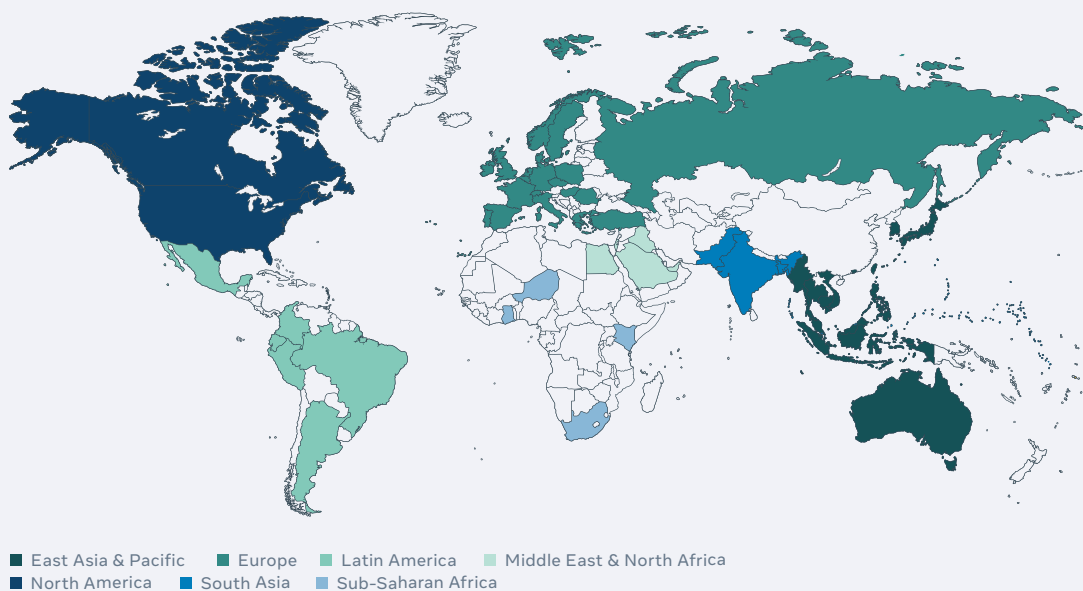 East Asia & Pacific Europe Latin America Middle East & North Africa
North America South Asia Sub-Saharan Africa